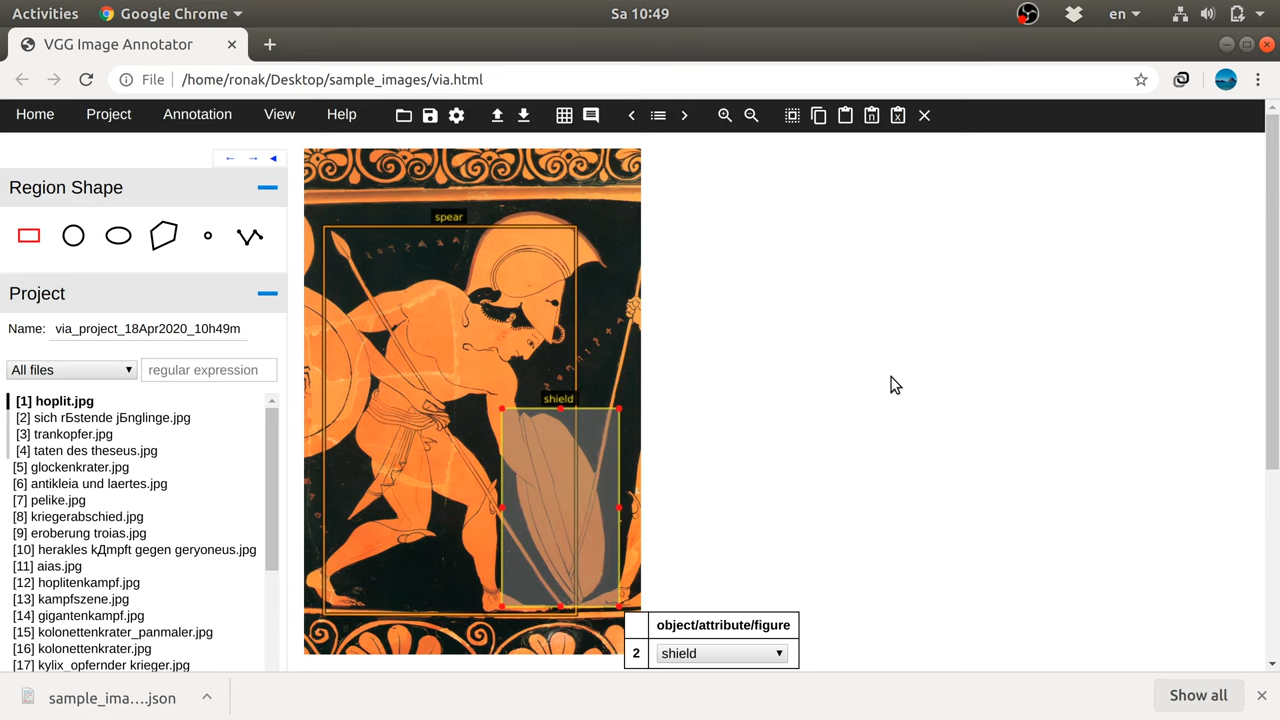 Activities
Google Chrome
Sa 10:49
en
VGG Image Annotator
File
/home/ronak/Desktop/sample_images/via.html
Home
Project
Annotation
View
Help
Region Shape
Project
Name: via_project_18Apr2020_10h49m
All files
regular expression
[1] hoplit.jpg
[2] sich rБstende jБnglinge.jpg
[3] trankopfer.jpg
[4] taten des theseus.jpg
[5] glockenkrater.jpg
[6] antikleia und laertes.jpg
[7] pelike.jpg
[8] kriegerabschied.jpg
[9] eroberung troias.jpg
[10] herakles kДmpft gegen geryoneus.jpg
[11] aias.jpg
[12] hoplitenkampf.jpg
[13] kampfszene.jpg
[14] gigantenkampf.jpg
[15] kolonettenkrater_panmaler.jpg
[16] kolonettenkrater.jpg
[17] kylix_opfernder krieger.jpg
spear
shield
object/attribute/figure
2 shield
sample_ima....json
Show all